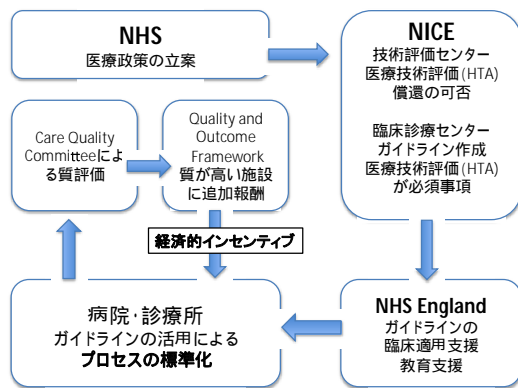 NHS
医療政策の立案
NICE
技術評価センター
医療技術評価(HTA)
償還の可否
臨床診療センター
ガイドライン作成
医療技術評価(HTA)
が必須事項
Care Quality
Committeeによ
る質評価
Quality and
Outcome
Framework
質が高い施設
に追加報酬
経済的インセンティブ
病院・診療所
ガイドラインの活用による
プロセスの標準化
NHS England
ガイドラインの
臨床適用支援
教育支援